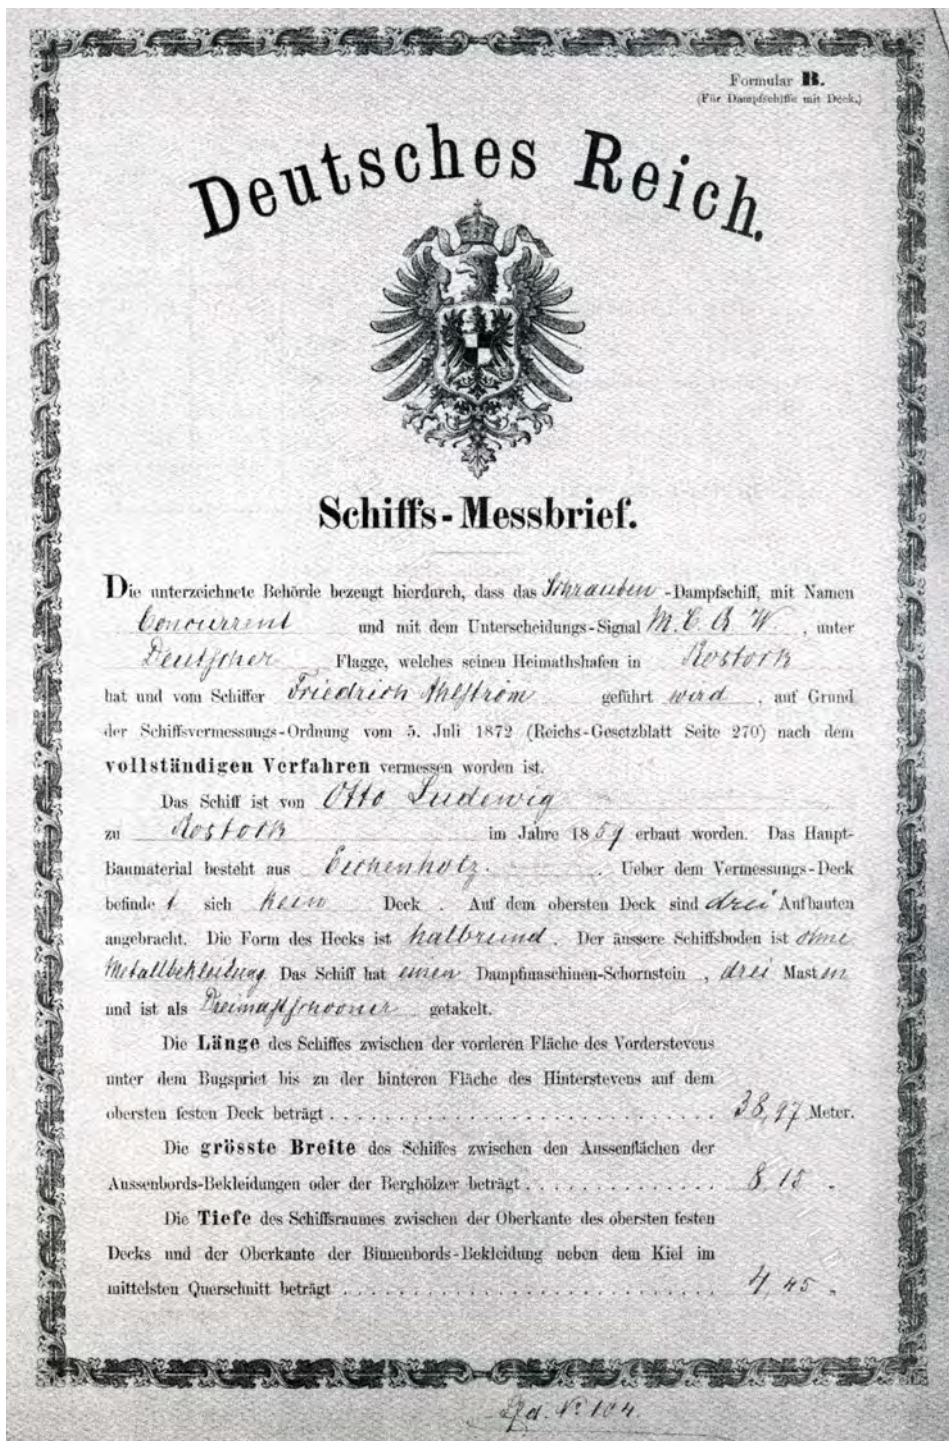 Formular B.
(Für Dampfschiffe mit Deck.)
Deutsches Reich.
Schiffs-Messbrief.
Die unterzeichnete Behörde bezeugt hierdurch, dass das Schrauben-Dampfschiff, mit Namen
Concurrent und mit dem Unterscheidungs-Signal M. C. B. W., unter
Deutscher Flagge, welches seinen Heimathshafen in Rostock
hat und vom Schiffer Friedrich Ahlström geführt wird, auf Grund
der Schiffsvermessungs-Ordnung vom 5. Juli 1872 (Reichs-Gesetzblatt Seite 270) nach dem
vollständigen Verfahren vermessen worden ist.
Das Schiff ist von Otto Ludewig
zu Rostock im Jahre 1859 erbaut worden. Das Haupt-
Baumaterial besteht aus Eichenholz. Ueber dem Vermessungs-Deck
befindet sich kein Deck. Auf dem obersten Deck sind drei Aufbauten
angebracht. Die Form des Hecks ist halbrund. Der äussere Schiffsboden ist ohne
Metallbekleidung Das Schiff hat einen Dampfmaschinen-Schornstein, drei Masten
und ist als Dreimastschooner getakelt.
Die Länge des Schiffes zwischen der vorderen Fläche des Vorderstevens
unter dem Bugspriet bis zu der hinteren Fläche des Hinterstevens auf dem
obersten festen Deck beträgt . . . . . . . . . . . . . . . . . . . . . . . . . . . 38,97 Meter.
Die grösste Breite des Schiffes zwischen den Aussenflächen der
Aussenbords-Bekleidungen oder der Berghölzer beträgt . . . . . . . . . . . . . 8 15 „
Die Tiefe des Schiffsraumes zwischen der Oberkante des obersten festen
Decks und der Oberkante der Binnenbords-Bekleidung neben dem Kiel im
mittelsten Querschnitt beträgt . . . . . . . . . . . . . . . . . . . . . . . . . . 4,45 „
Lfd. No 104.